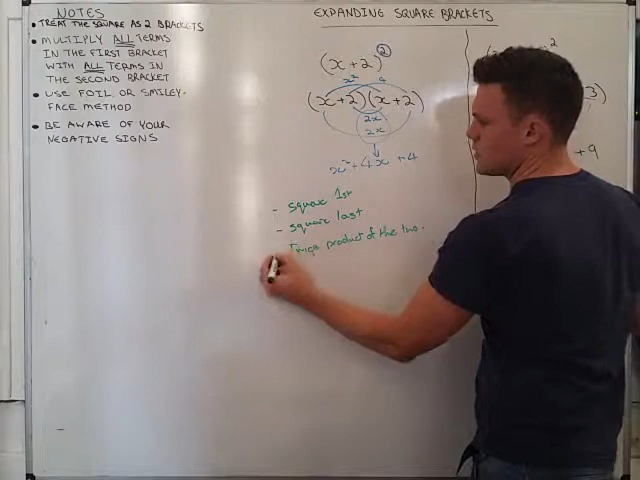 NOTES
• TREAT THE SQUARE AS 2 BRACKETS
• MULTIPLY ALL TERMS
IN THE FIRST BRACKET
WITH ALL TERMS IN
THE SECOND BRACKET
• USE FOIL OR SMILEY-
FACE METHOD
• BE AWARE OF YOUR
NEGATIVE SIGNS
EXPANDING SQUARE BRACKETS
(x+2)²
x² 4
(x+2)(x+2)
2x
2x
x²+4x+4
- square 1st
- square last
Twice product of the two.
2
3)
+9